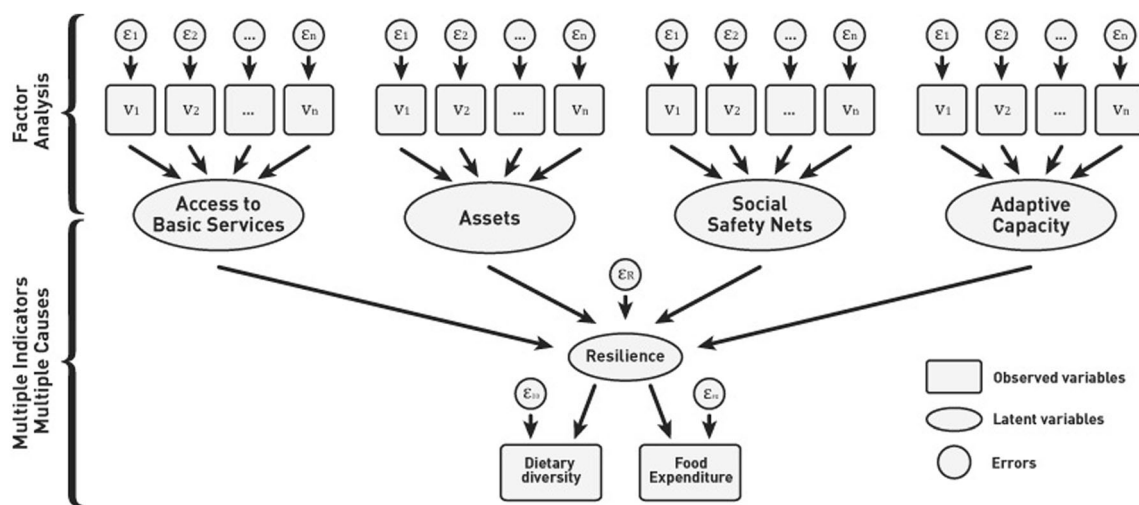 Factor
Analysis
ε1 ε2 ... εn ε1 ε2 ... εn ε1 ε2 ... εn ε1 ε2 ... εn
v1 v2 ... vn v1 v2 ... vn v1 v2 ... vn v1 v2 ... vn
Access to
Basic Services
Assets
Social
Safety Nets
Adaptive
Capacity
Multiple Indicators
Multiple Causes
εR
Resilience
ε ε
Dietary
diversity
Food
Expenditure
Observed variables
Latent variables
Errors